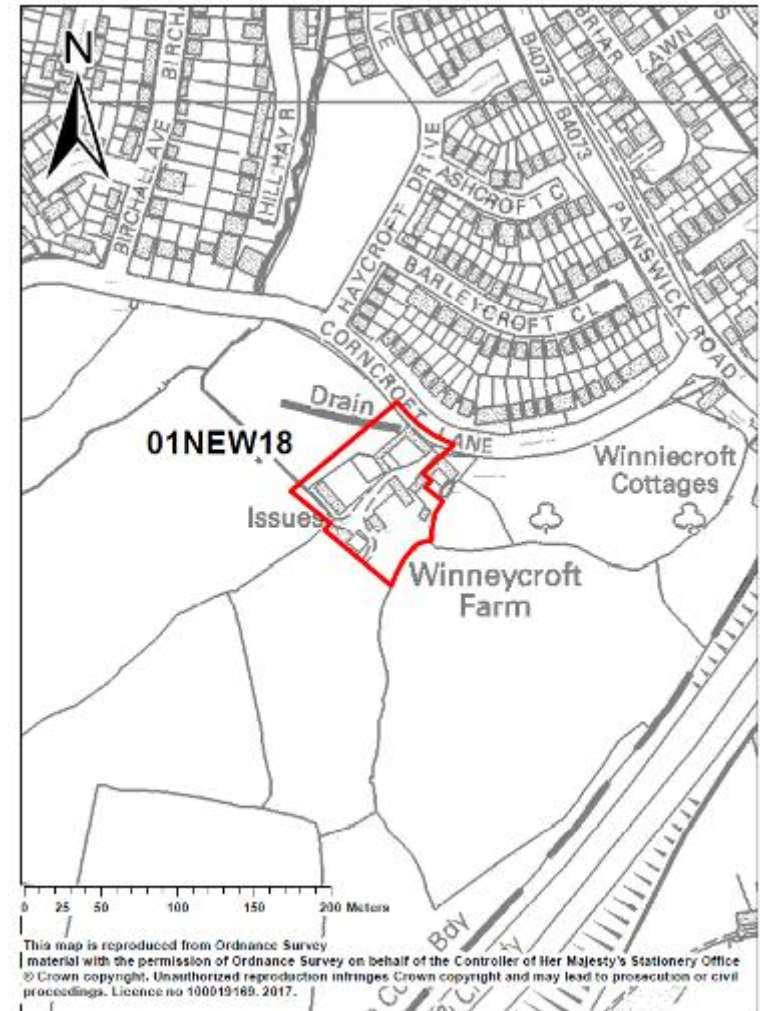 N
BIRCHALL AVE
BIRCHA
HILL HAY R
IVE
HAYCROFT DRIVE
ASHCROFT C
BARLEYCROFT CL
B4073
B4073
PAINSWICK ROAD
BRIAR
LAWN S
CORNCROFT LANE
Drain
01NEW18
Issues
Winniecroft
Cottages
Winneycroft
Farm
Bay
0 25 50 100 150 200 Meters
This map is reproduced from Ordnance Survey
material with the permission of Ordnance Survey on behalf of the Controller of Her Majesty's Stationery Office
© Crown copyright. Unauthorized reproduction infringes Crown copyright and may lead to prosecution or civil
proceedings. Licence no 100019169. 2017.